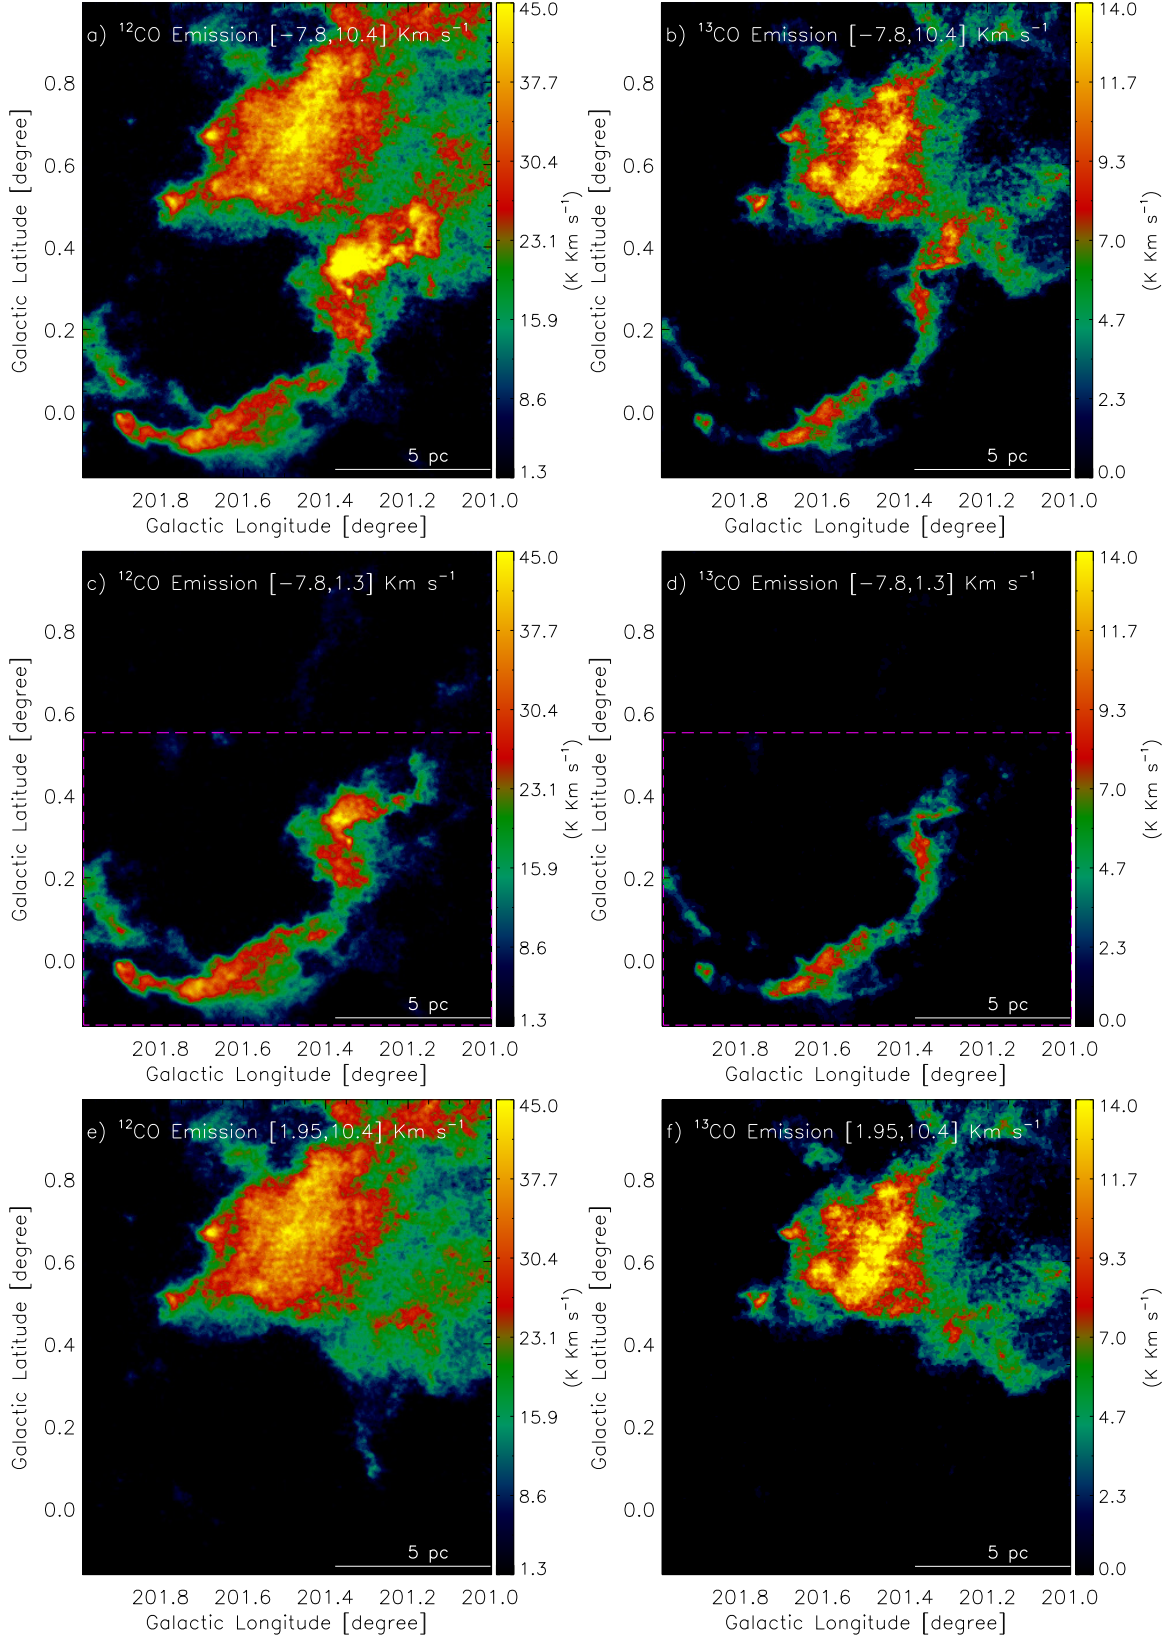 a) ¹²CO Emission [−7.8,10.4] Km s⁻¹
Galactic Latitude [degree]
0.8
0.6
0.4
0.2
0.0
5 pc
201.8 201.6 201.4 201.2 201.0
Galactic Longitude [degree]
45.0
37.7
30.4
23.1
15.9
8.6
1.3
(K Km s⁻¹)
b) ¹³CO Emission [−7.8,10.4] Km s⁻¹
Galactic Latitude [degree]
0.8
0.6
0.4
0.2
0.0
5 pc
201.8 201.6 201.4 201.2 201.0
Galactic Longitude [degree]
14.0
11.7
9.3
7.0
4.7
2.3
0.0
(K Km s⁻¹)
c) ¹²CO Emission [−7.8,1.3] Km s⁻¹
Galactic Latitude [degree]
0.8
0.6
0.4
0.2
0.0
5 pc
201.8 201.6 201.4 201.2 201.0
Galactic Longitude [degree]
45.0
37.7
30.4
23.1
15.9
8.6
1.3
(K Km s⁻¹)
d) ¹³CO Emission [−7.8,1.3] Km s⁻¹
Galactic Latitude [degree]
0.8
0.6
0.4
0.2
0.0
5 pc
201.8 201.6 201.4 201.2 201.0
Galactic Longitude [degree]
14.0
11.7
9.3
7.0
4.7
2.3
0.0
(K Km s⁻¹)
e) ¹²CO Emission [1.95,10.4] Km s⁻¹
Galactic Latitude [degree]
0.8
0.6
0.4
0.2
0.0
5 pc
201.8 201.6 201.4 201.2 201.0
Galactic Longitude [degree]
45.0
37.7
30.4
23.1
15.9
8.6
1.3
(K Km s⁻¹)
f) ¹³CO Emission [1.95,10.4] Km s⁻¹
Galactic Latitude [degree]
0.8
0.6
0.4
0.2
0.0
5 pc
201.8 201.6 201.4 201.2 201.0
Galactic Longitude [degree]
14.0
11.7
9.3
7.0
4.7
2.3
0.0
(K Km s⁻¹)